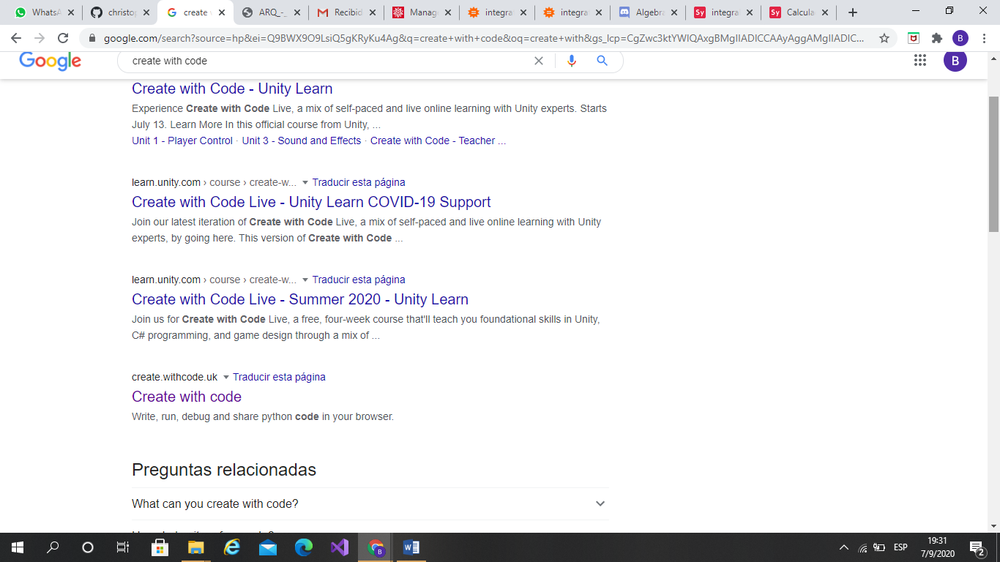 WhatsA
christop
create v
ARQ_-_
Recibid
Manag
integral
integrat
Algebra
integral
Calcula
google.com/search?source=hp&ei=Q9BWX9O9LsiQ5gKRyKu4Ag&q=create+with+code&oq=create+with&gs_lcp=CgZwc3ktYWIQAxgBMgIIADICCAAyAggAMgIIADIC...
B
Google
create with code
B
Create with Code - Unity Learn
Experience Create with Code Live, a mix of self-paced and live online learning with Unity experts. Starts
July 13. Learn More In this official course from Unity, ...
Unit 1 - Player Control · Unit 3 - Sound and Effects · Create with Code - Teacher ...
learn.unity.com › course › create-w... Traducir esta página
Create with Code Live - Unity Learn COVID-19 Support
Join our latest iteration of Create with Code Live, a mix of self-paced and live online learning with Unity
experts, by going here. This version of Create with Code ...
learn.unity.com › course › create-w... Traducir esta página
Create with Code Live - Summer 2020 - Unity Learn
Join us for Create with Code Live, a free, four-week course that'll teach you foundational skills in Unity,
C# programming, and game design through a mix of ...
create.withcode.uk Traducir esta página
Create with code
Write, run, debug and share python code in your browser.
Preguntas relacionadas
What can you create with code?
ESP
19:31
7/9/2020
2